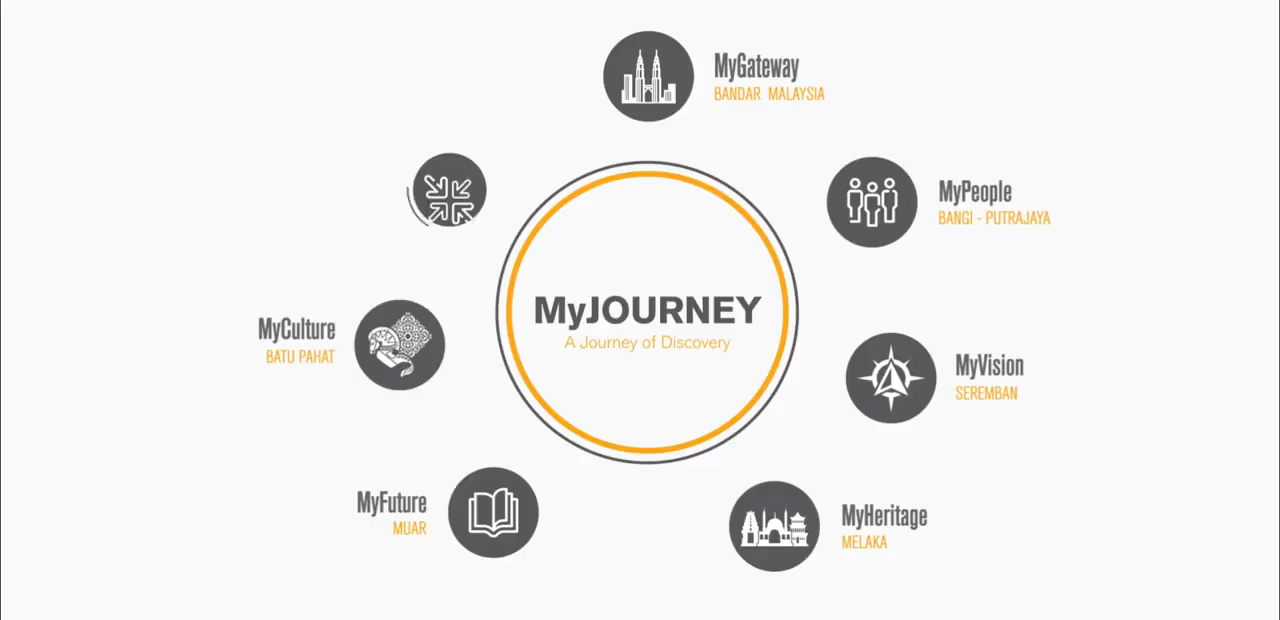 MyGateway
BANDAR MALAYSIA
MyPeople
BANGI - PUTRAJAYA
MyJOURNEY
A Journey of Discovery
MyCulture
BATU PAHAT
MyVision
SEREMBAN
MyFuture
MUAR
MyHeritage
MELAKA